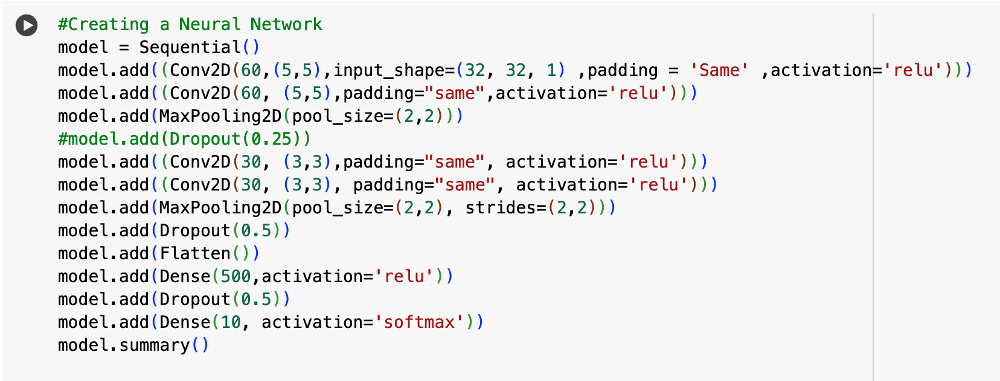 #Creating a Neural Network
model = Sequential()
model.add((Conv2D(60,(5,5),input_shape=(32, 32, 1) ,padding = 'Same' ,activation='relu')))
model.add((Conv2D(60, (5,5),padding="same",activation='relu')))
model.add(MaxPooling2D(pool_size=(2,2)))
#model.add(Dropout(0.25))
model.add((Conv2D(30, (3,3),padding="same", activation='relu')))
model.add((Conv2D(30, (3,3), padding="same", activation='relu')))
model.add(MaxPooling2D(pool_size=(2,2), strides=(2,2)))
model.add(Dropout(0.5))
model.add(Flatten())
model.add(Dense(500,activation='relu'))
model.add(Dropout(0.5))
model.add(Dense(10, activation='softmax'))
model.summary()